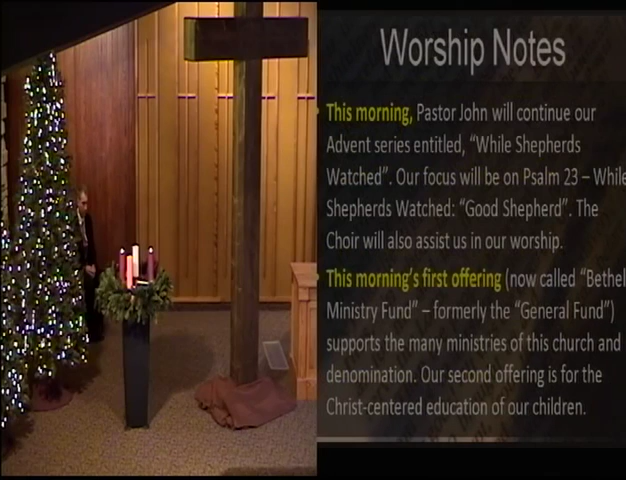 Worship Notes
This morning, Pastor John will continue our
Advent series entitled, “While Shepherds
Watched”. Our focus will be on Psalm 23 – While
Shepherds Watched: “Good Shepherd”. The
Choir will also assist us in our worship.
This morning’s first offering (now called “Bethel
Ministry Fund” – formerly the “General Fund”)
supports the many ministries of this church and
denomination. Our second offering is for the
Christ-centered education of our children.